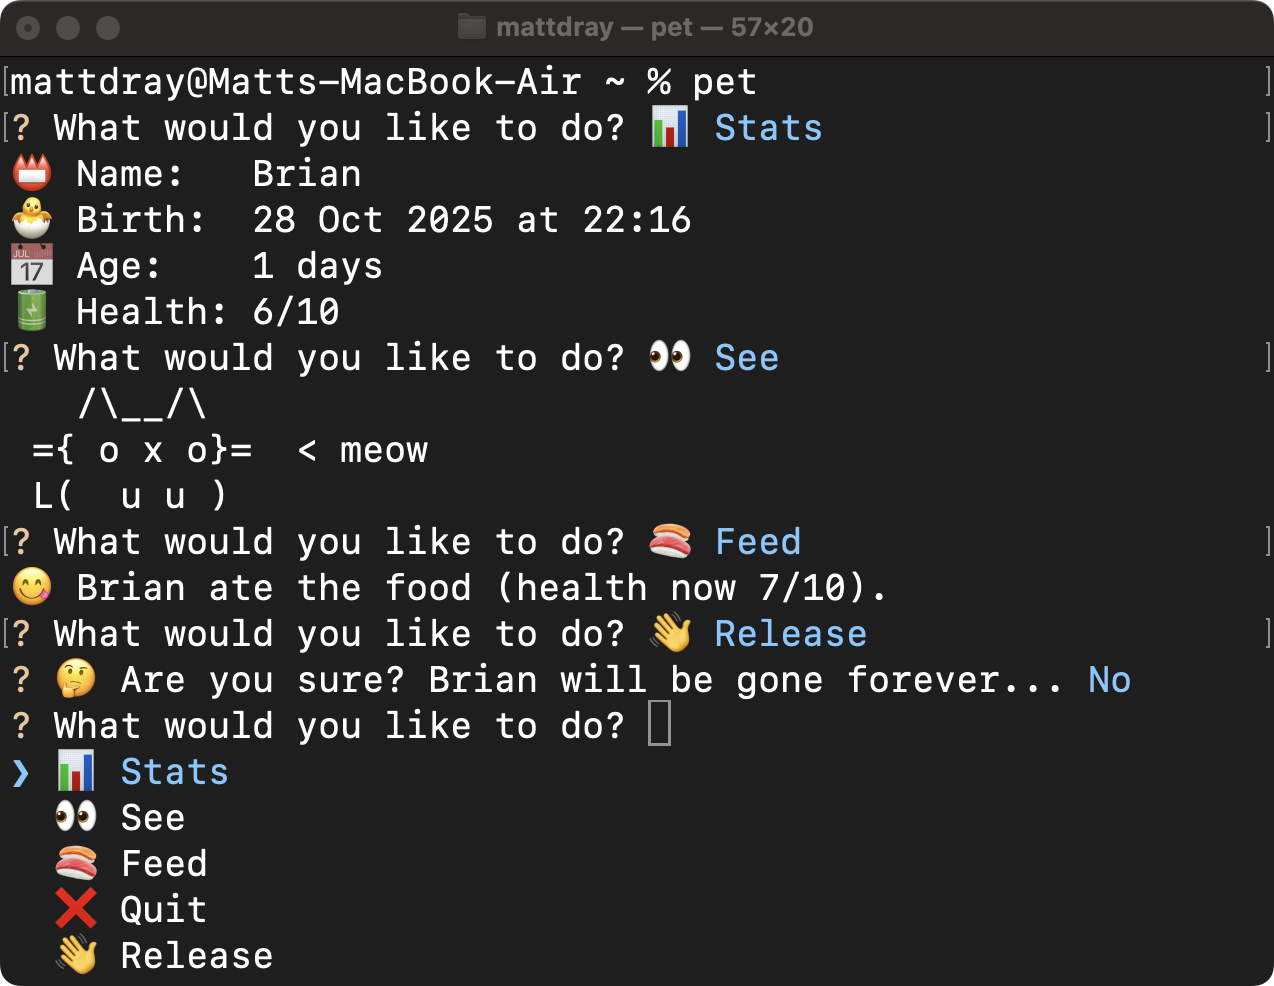 mattdray — pet — 57×20
[mattdray@Matts-MacBook-Air ~ % pet ]
[? What would you like to do? 📊 Stats ]
📛 Name:   Brian
🐣 Birth:  28 Oct 2025 at 22:16
📅 Age:    1 days
🔋 Health: 6/10
[? What would you like to do? 👀 See ]
   /\__/\
 ={ o x o}=  < meow
 L(  u u )
[? What would you like to do? 🍣 Feed ]
😋 Brian ate the food (health now 7/10).
[? What would you like to do? 👋 Release ]
? 🤔 Are you sure? Brian will be gone forever... No
? What would you like to do?
❯ 📊 Stats
  👀 See
  🍣 Feed
  ❌ Quit
  👋 Release